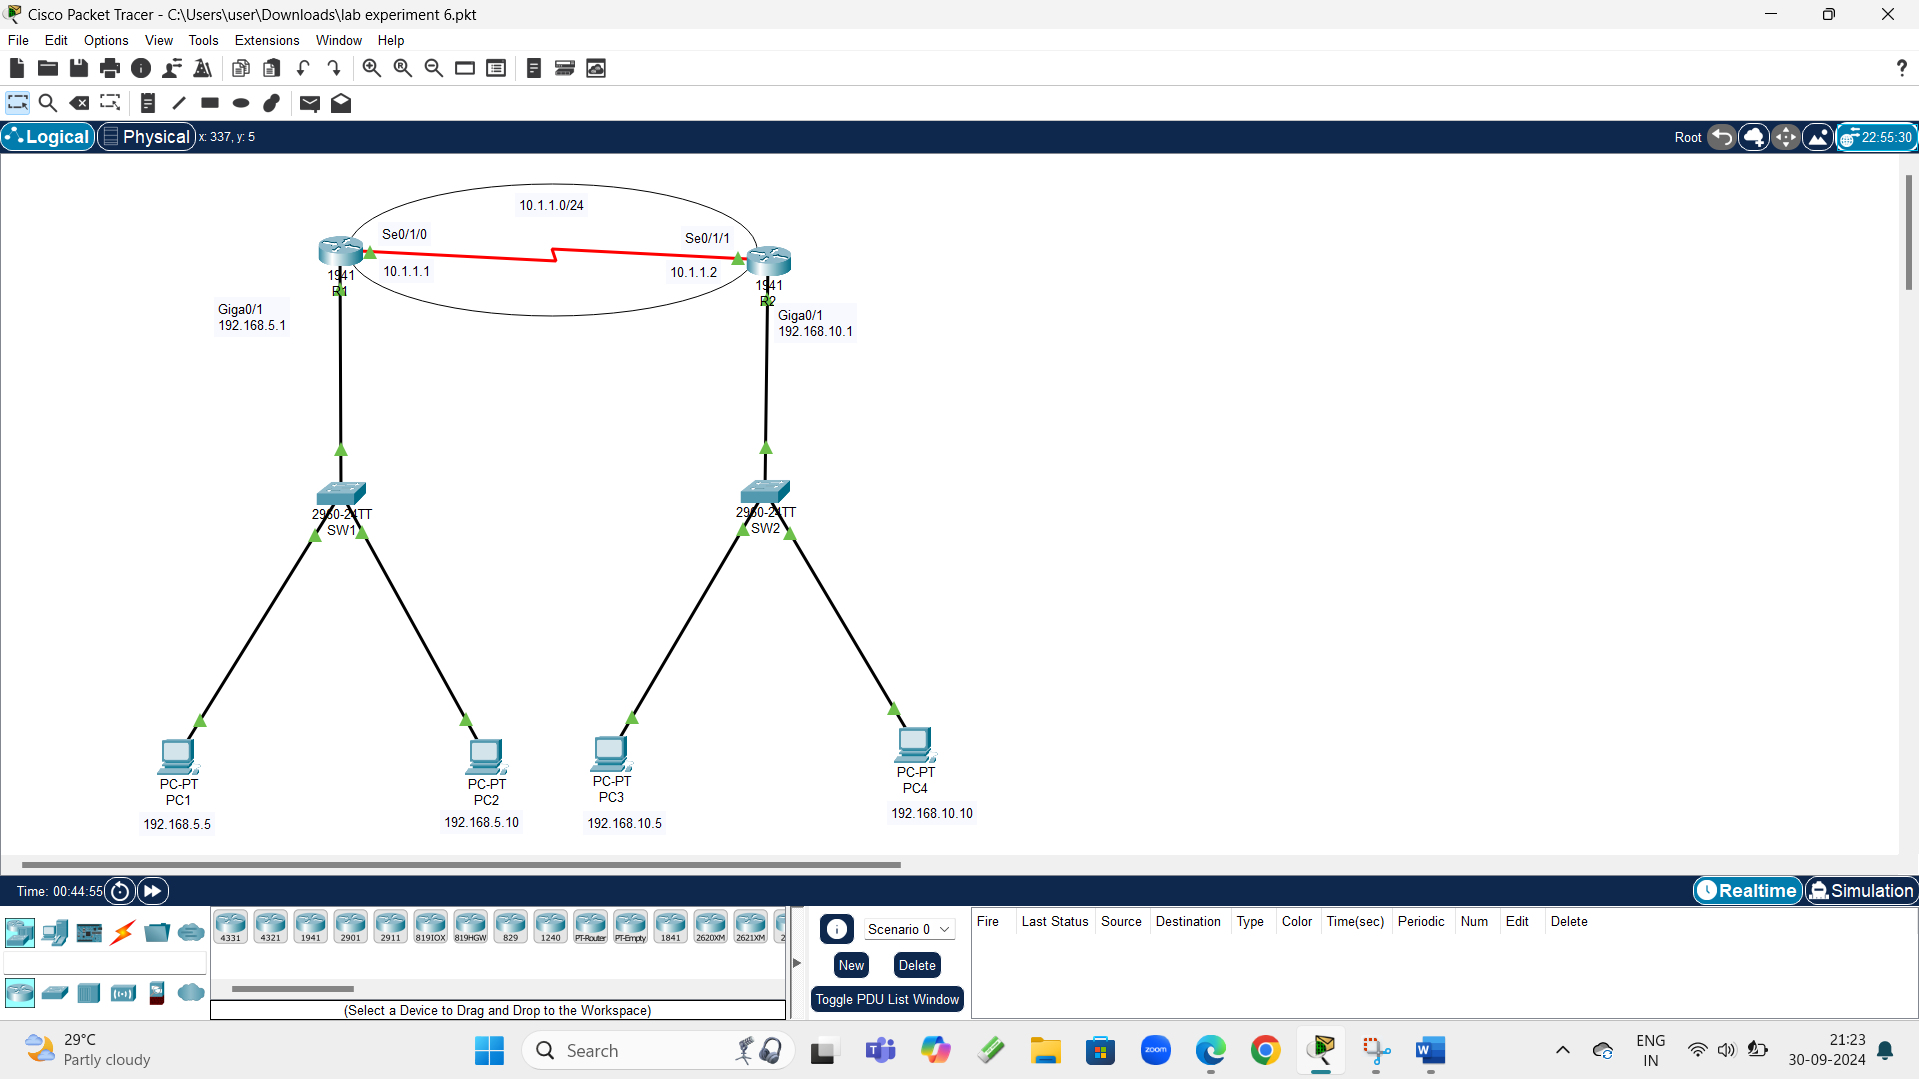 Cisco Packet Tracer - C:\Users\user\Downloads\lab experiment 6.pkt
File Edit Options View Tools Extensions Window Help
?
Logical Physical x: 337, y: 5 Root 22:55:30
10.1.1.0/24
Se0/1/0 Se0/1/1
10.1.1.1 10.1.1.2
1941
R1
1941
R2
Giga0/1
192.168.5.1
Giga0/1
192.168.10.1
2960-24TT
SW1
2960-24TT
SW2
PC-PT
PC1
192.168.5.5
PC-PT
PC2
192.168.5.10
PC-PT
PC3
192.168.10.5
PC-PT
PC4
192.168.10.10
Time: 00:44:55 Realtime Simulation
4331 4321 1941 2901 2911 819IOX 819HGW 829 1240 PT-Router PT-Empty 1841 2620XM 2621XM 2
(Select a Device to Drag and Drop to the Workspace)
Scenario 0
New Delete
Toggle PDU List Window
Fire Last Status Source Destination Type Color Time(sec) Periodic Num Edit Delete
29°C
Partly cloudy
Search
zoom
ENG
IN
21:23
30-09-2024